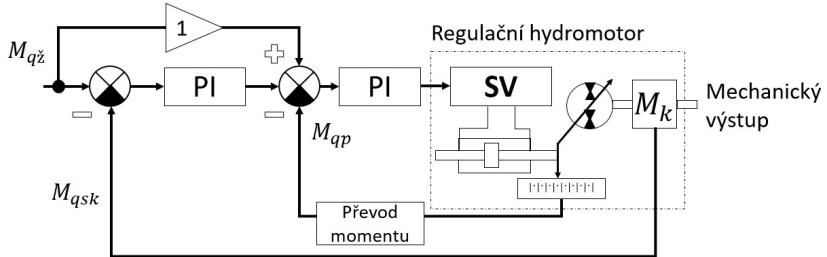 Regulační hydromotor
1
M_qž
PI
PI
SV
M_k
Mechanický
výstup
M_qp
M_qsk
Převod
momentu